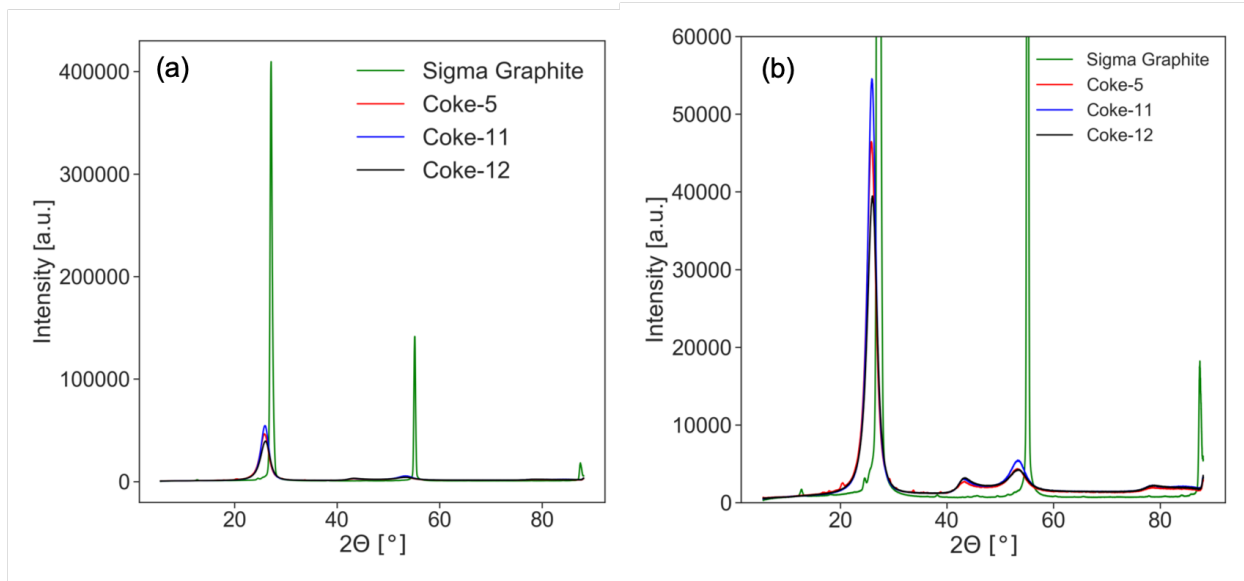 (a)
Sigma Graphite
Coke-5
Coke-11
Coke-12
400000
300000
200000
100000
0
Intensity [a.u.]
20
40
60
80
2Θ [°]
(b)
Sigma Graphite
Coke-5
Coke-11
Coke-12
60000
50000
40000
30000
20000
10000
0
Intensity [a.u.]
20
40
60
80
2Θ [°]